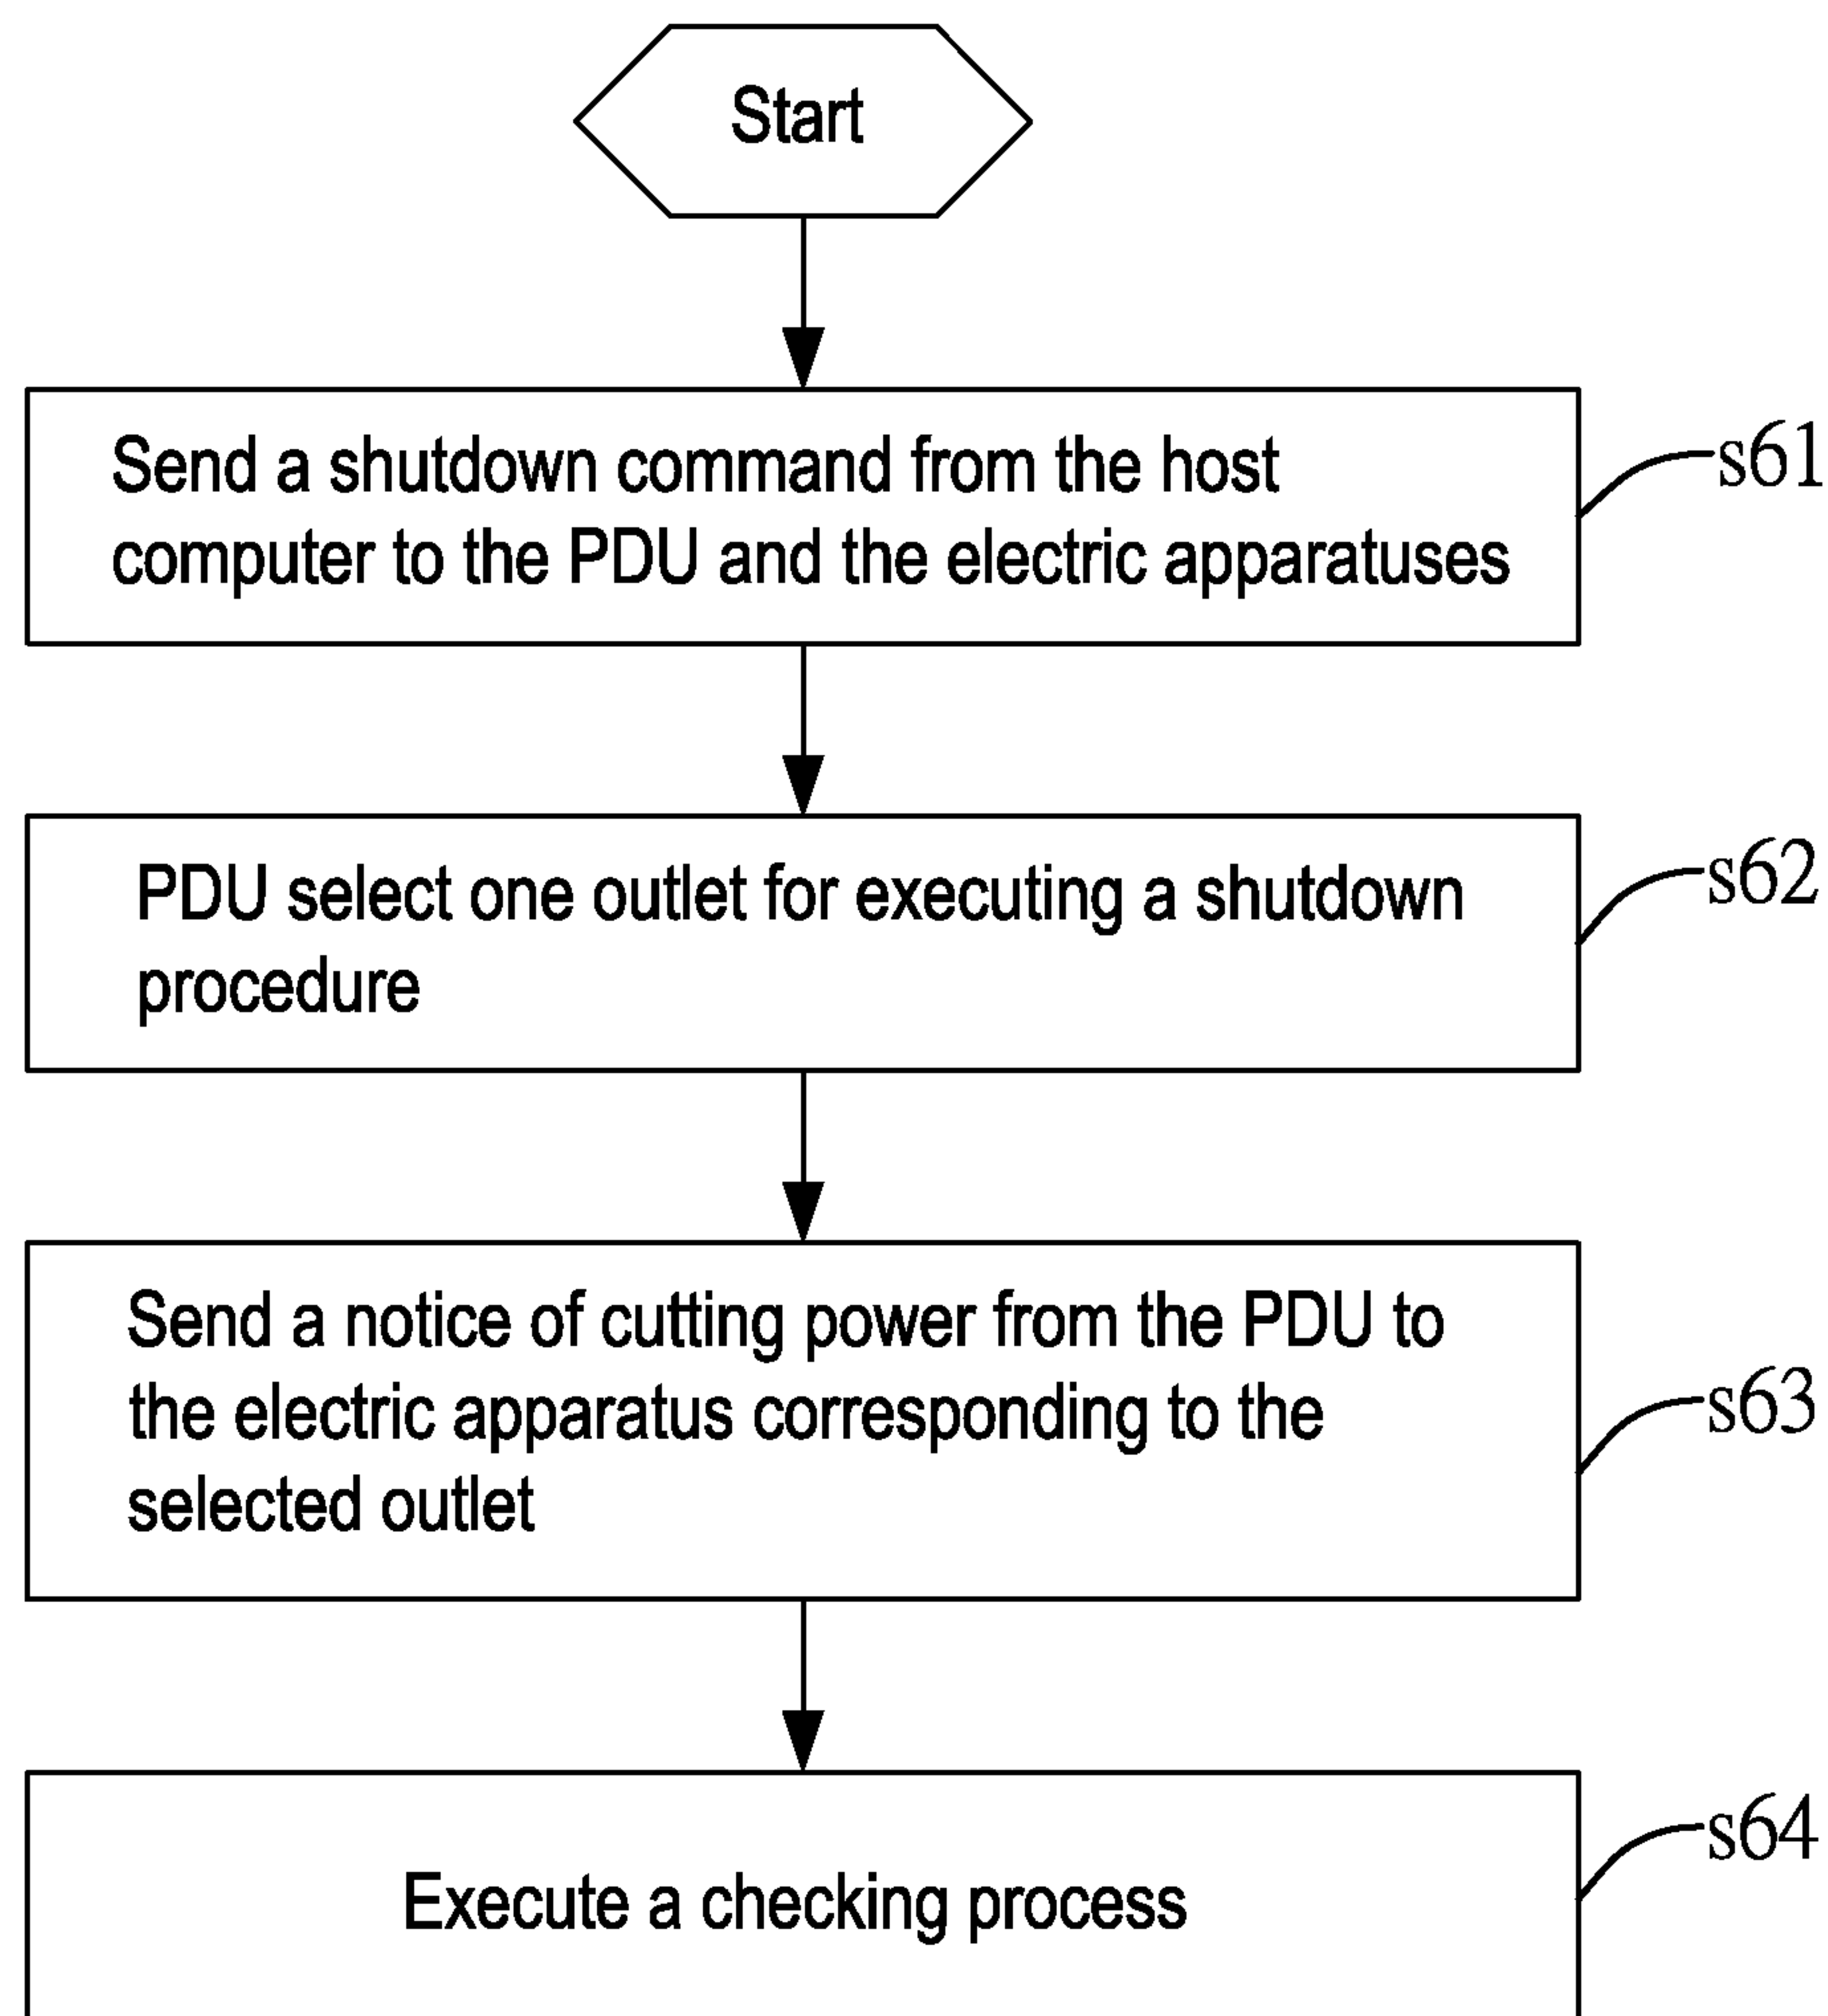 Start
Send a shutdown command from the host
computer to the PDU and the electric apparatuses
s61
PDU select one outlet for executing a shutdown
procedure
s62
Send a notice of cutting power from the PDU to
the electric apparatus corresponding to the
selected outlet
s63
Execute a checking process
s64